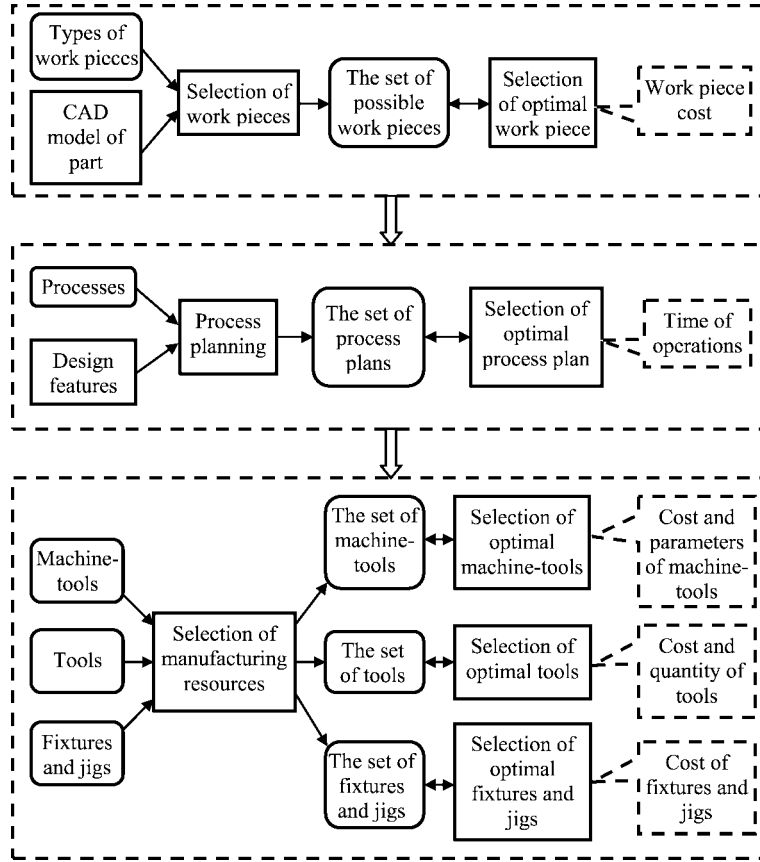 Types of
work pieces
CAD
model of
part
Selection of
work pieces
The set of
possible
work pieces
Selection
of optimal
work piece
Work piece
cost
Processes
Design
features
Process
planning
The set of
process
plans
Selection of
optimal
process plan
Time of
operations
Machine-
tools
Tools
Fixtures
and jigs
Selection of
manufacturing
resources
The set of
machine-
tools
Selection of
optimal
machine-tools
Cost and
parameters
of machine-
tools
The set
of tools
Selection of
optimal tools
Cost and
quantity of
tools
The set of
fixtures
and jigs
Selection of
optimal
fixtures and
jigs
Cost of
fixtures and
jigs